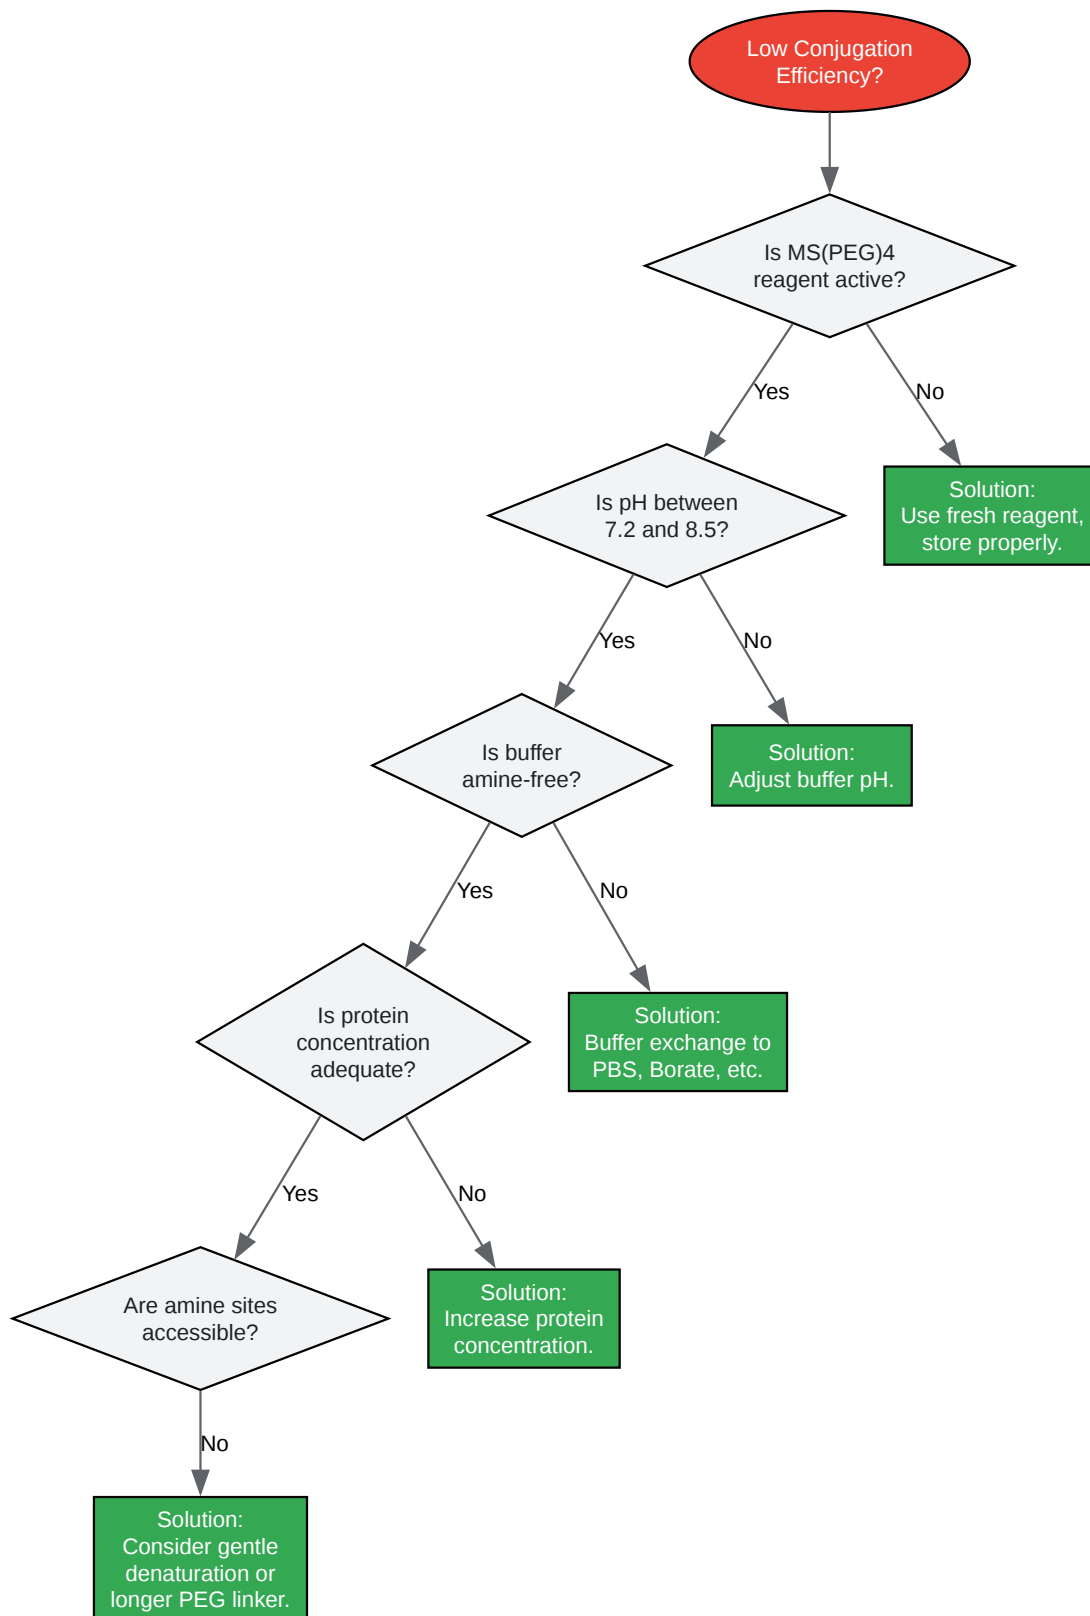 Low Conjugation
Efficiency?
Is MS(PEG)4
reagent active?
Yes
No
Is pH between
7.2 and 8.5?
Solution:
Use fresh reagent,
store properly.
Yes
No
Is buffer
amine-free?
Solution:
Adjust buffer pH.
Yes
No
Is protein
concentration
adequate?
Solution:
Buffer exchange to
PBS, Borate, etc.
Yes
No
Are amine sites
accessible?
Solution:
Increase protein
concentration.
No
Solution:
Consider gentle
denaturation or
longer PEG linker.